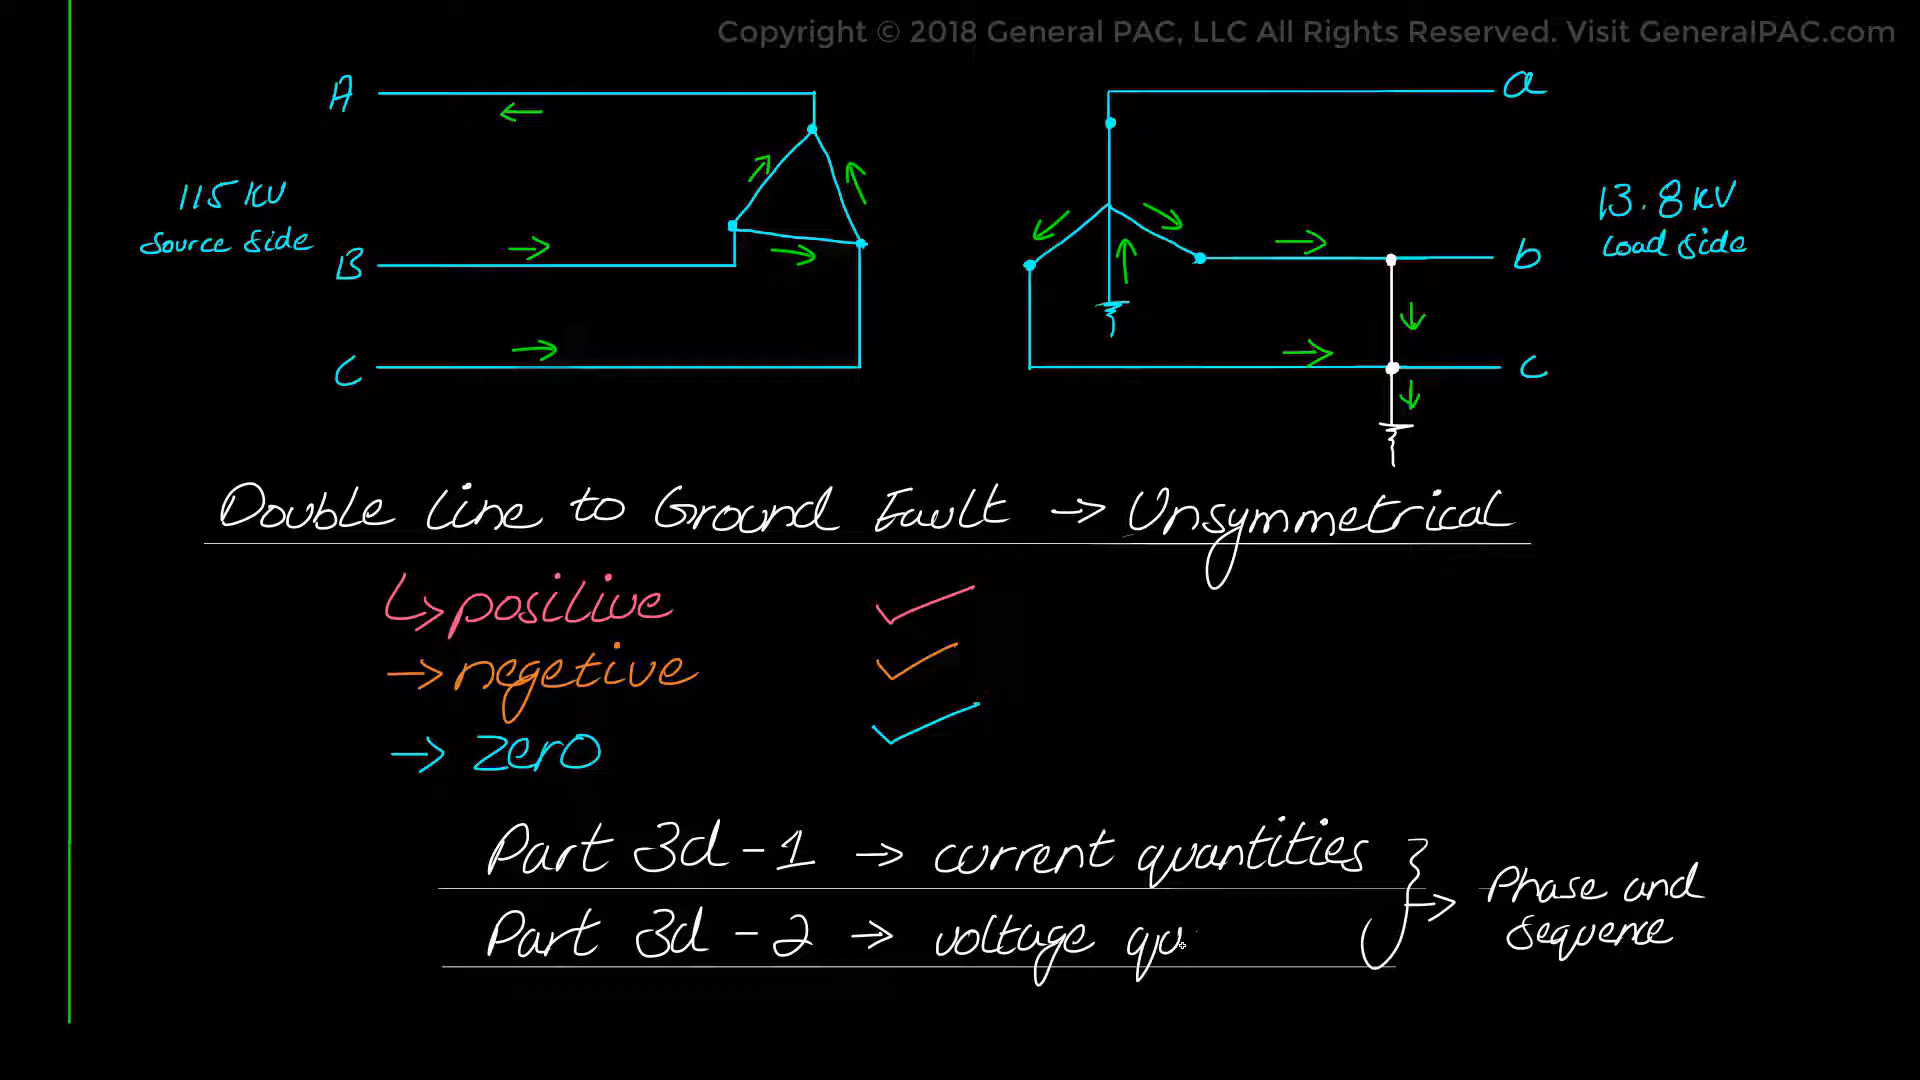 Copyright © 2018 General PAC, LLC All Rights Reserved. Visit GeneralPAC.com
A
a
115 KV
Source Side
13.8 KV
Load Side
B
b
C
c
Double Line to Ground Fault → Unsymmetrical
↳ positive ✓
→ negetive ✓
→ zero ✓
Part 3d-1 → current quantities
Part 3d-2 → voltage qu
→ Phase and
Sequence